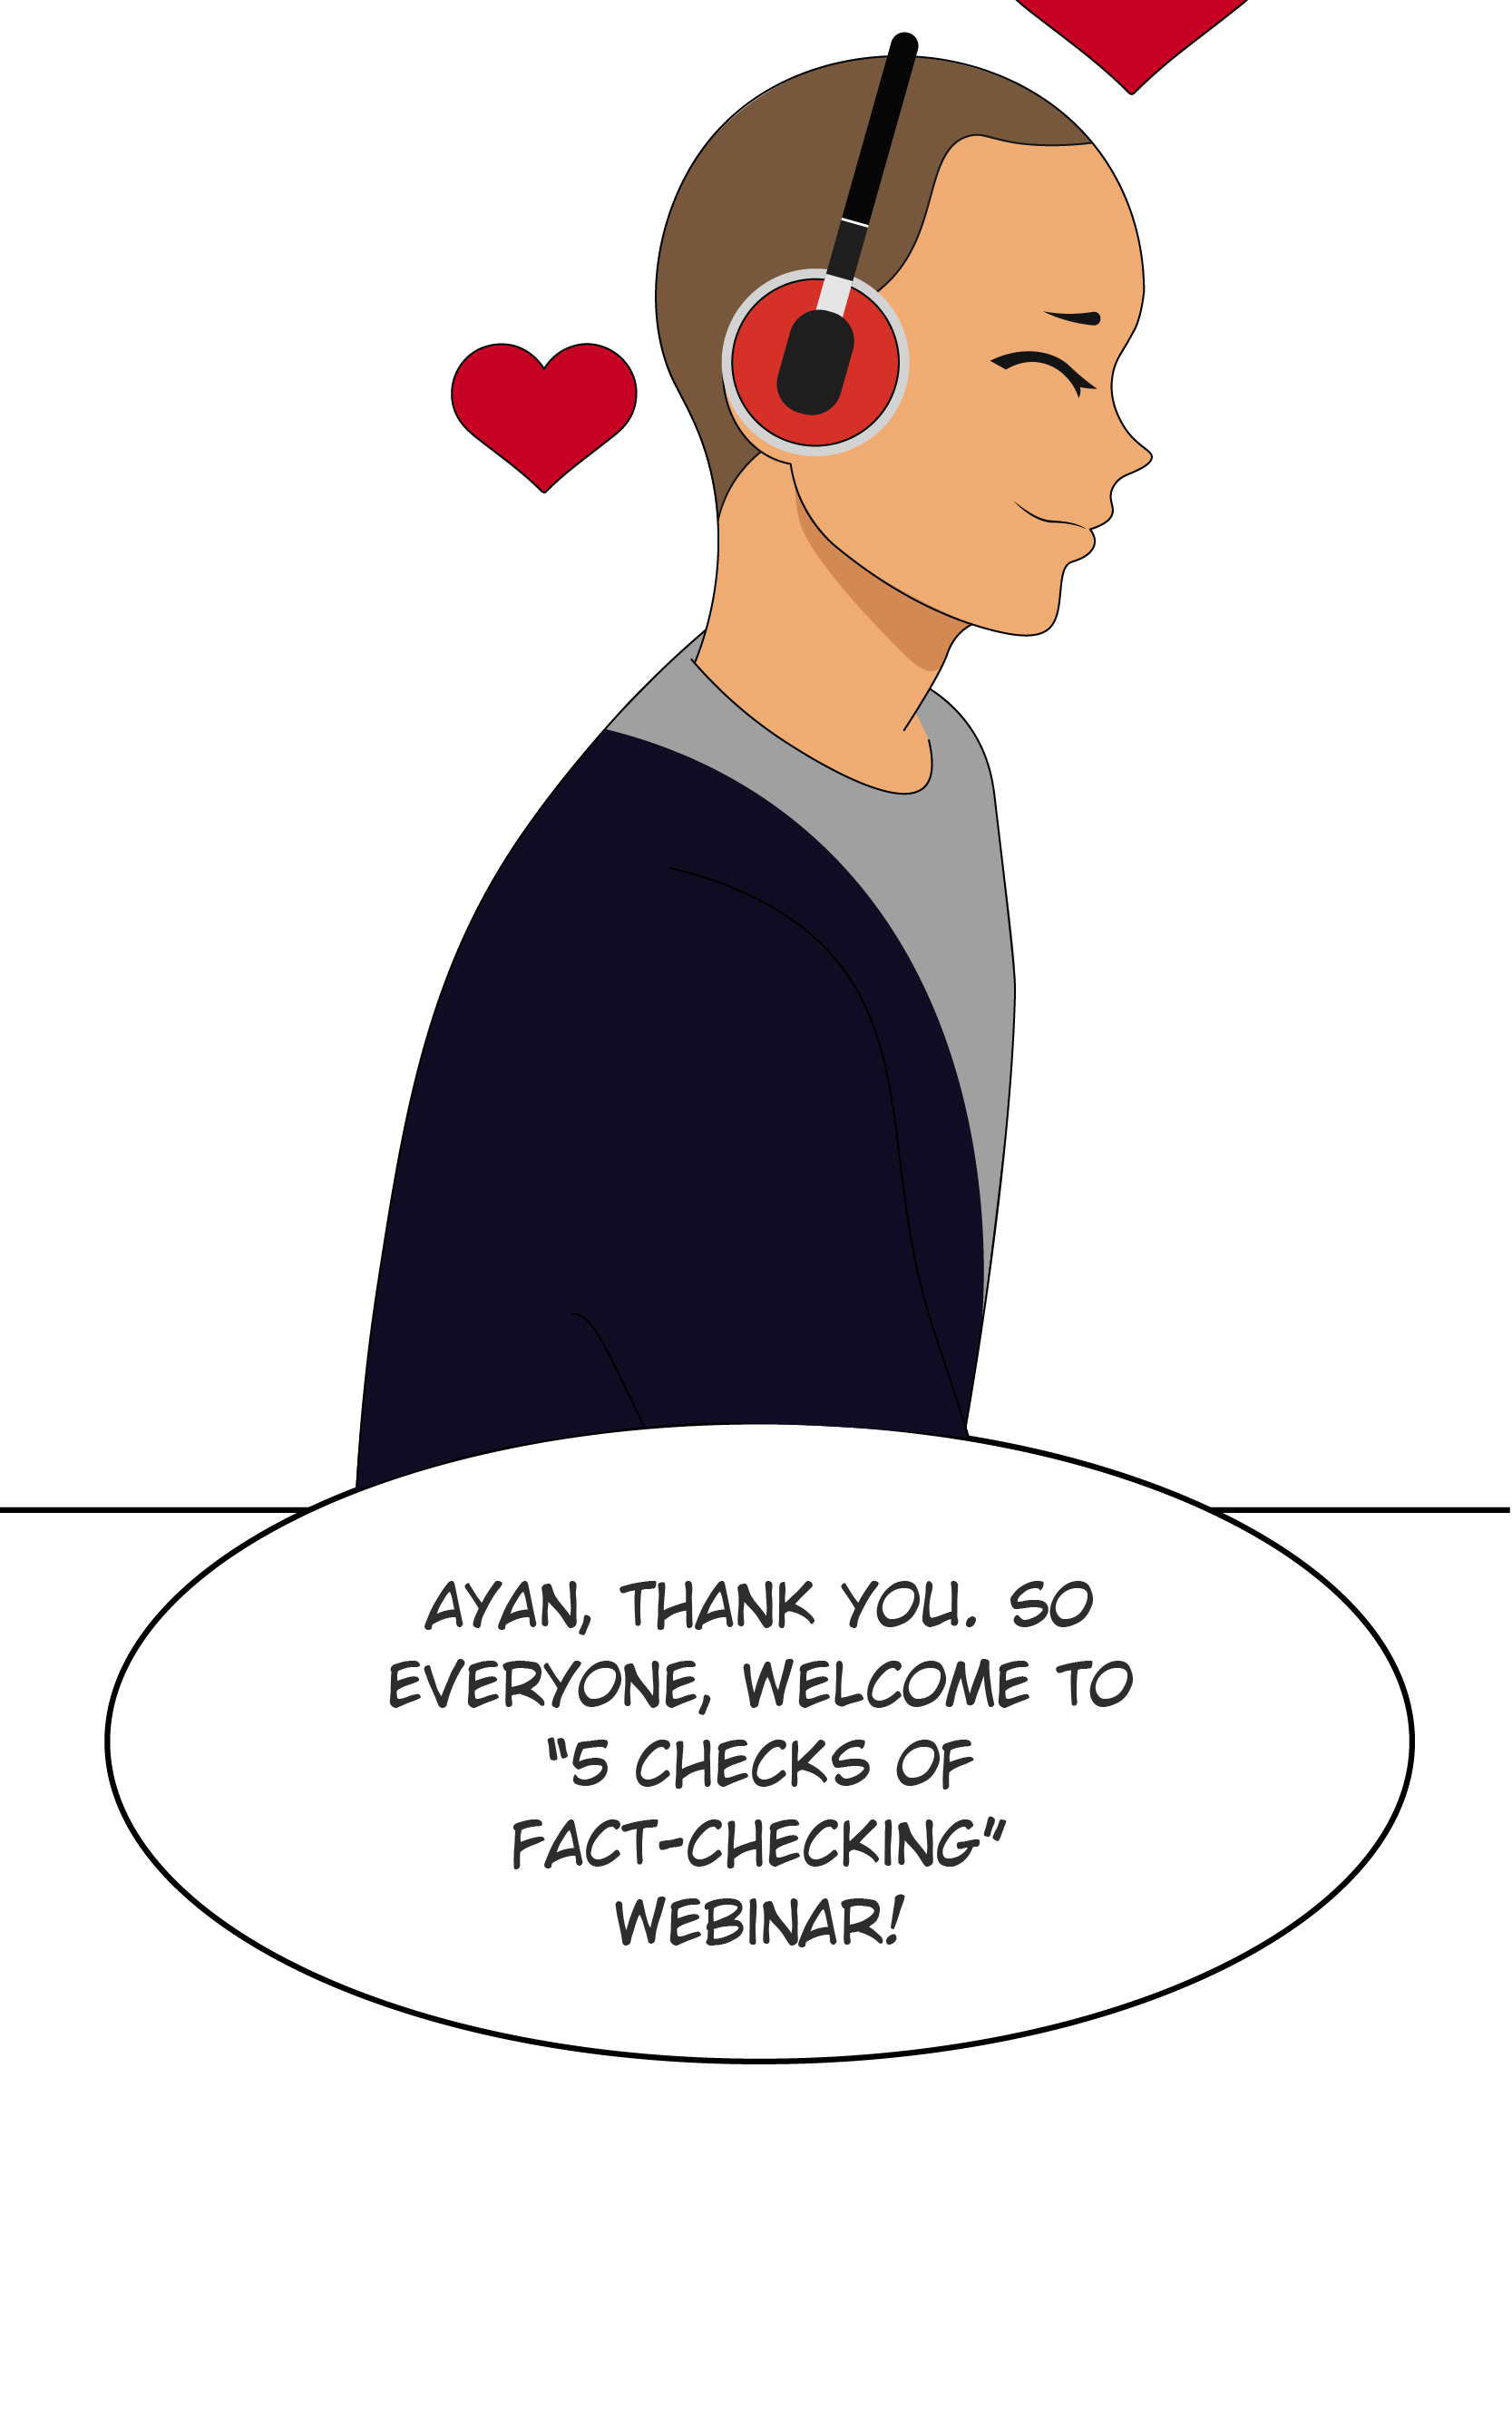 AYAN, THANK YOU. SO
EVERYONE, WELCOME TO
"5 CHECKS OF
FACT-CHECKING"
WEBINAR!